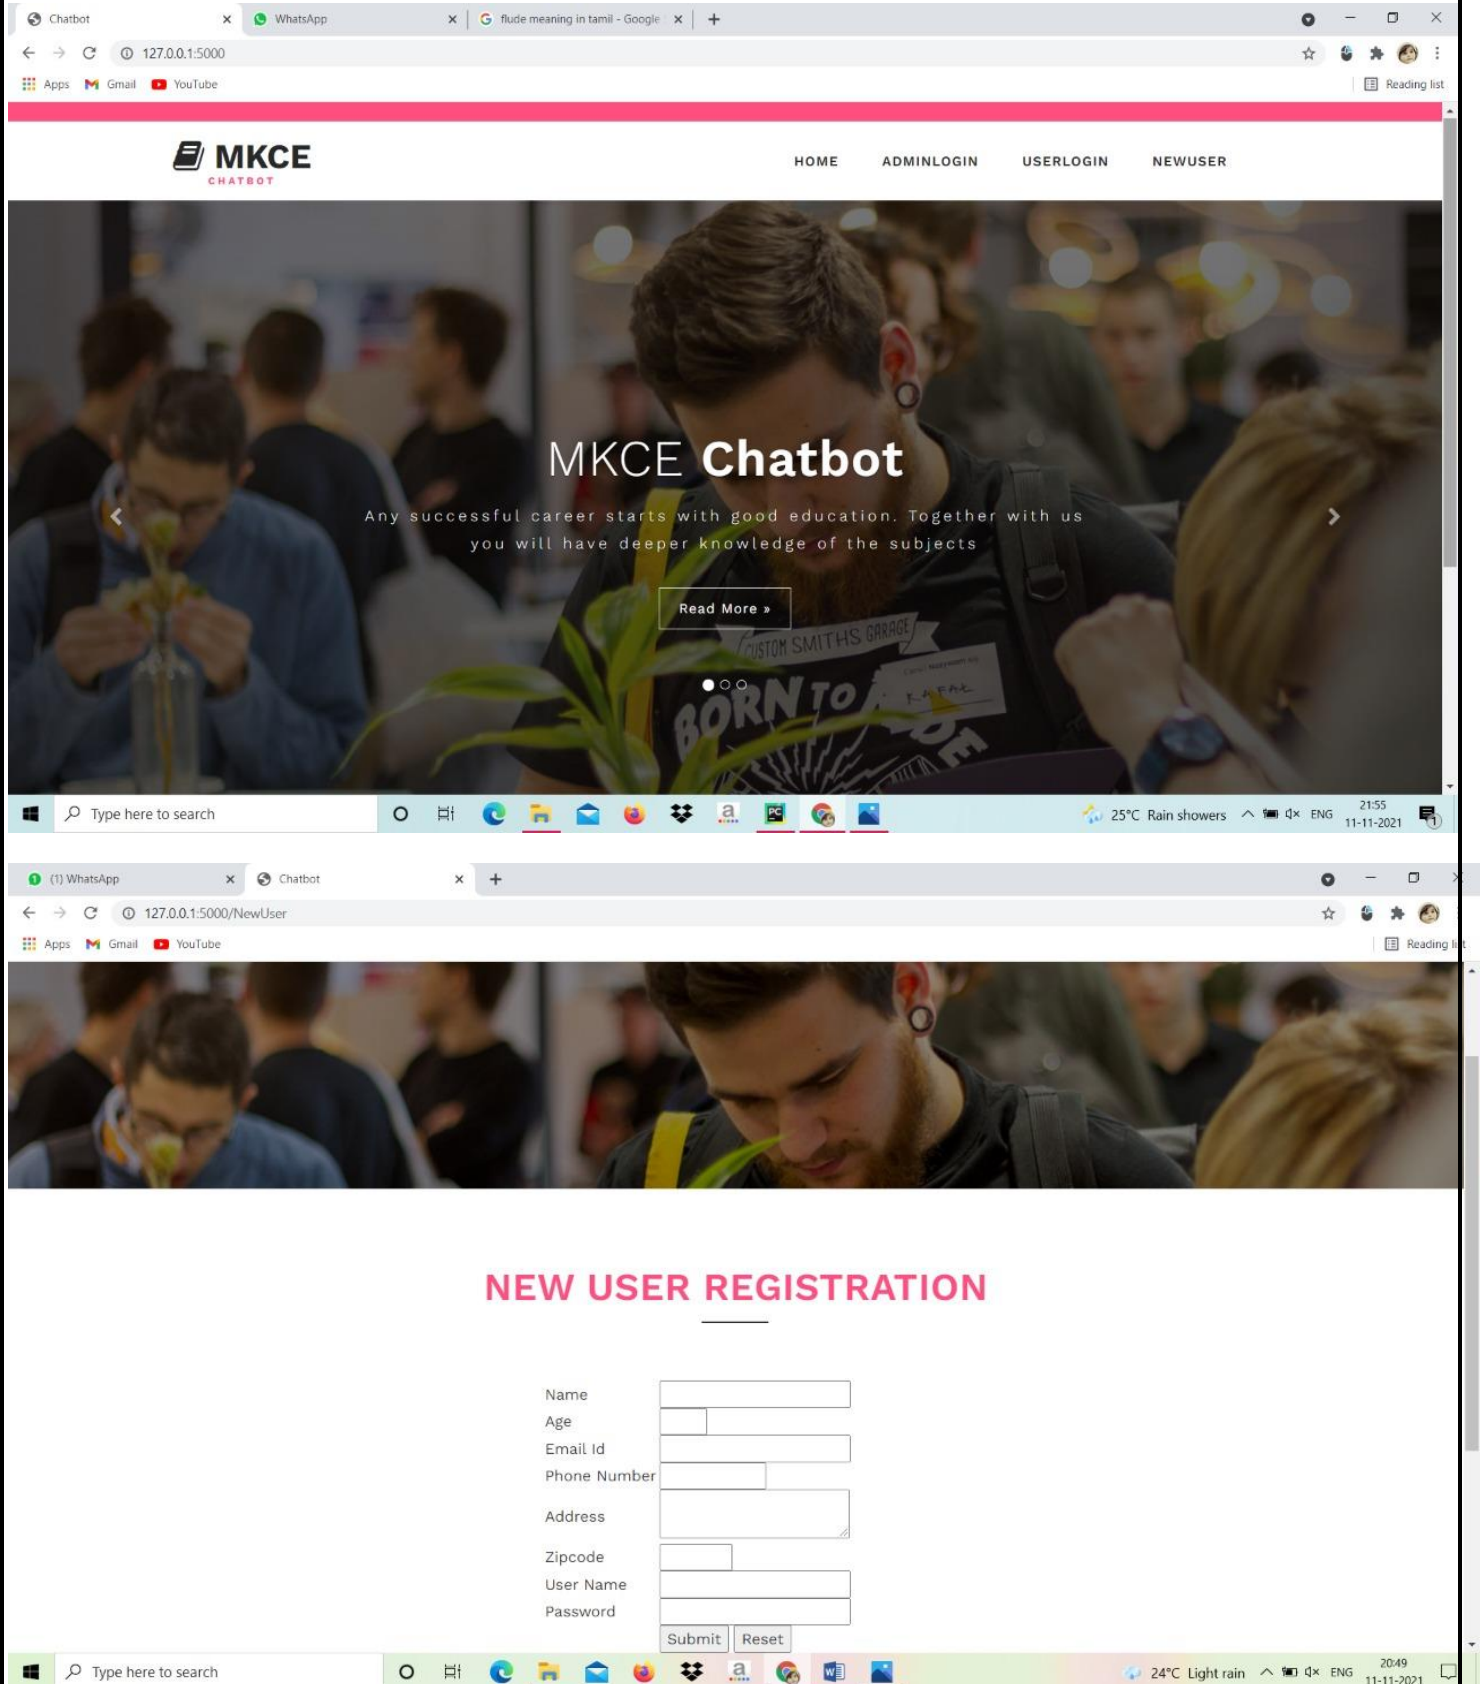 Chatbot WhatsApp flude meaning in tamil - Google
127.0.0.1:5000
Apps Gmail YouTube Reading list
MKCE
CHATBOT
HOME ADMINLOGIN USERLOGIN NEWUSER
MKCE Chatbot
Any successful career starts with good education. Together with us
you will have deeper knowledge of the subjects
Read More »
CUSTOM SMITHS GARAGE
KAFAL
BORN TO
Type here to search
25°C Rain showers ENG 21:55
11-11-2021
(1) WhatsApp Chatbot
127.0.0.1:5000/NewUser
Apps Gmail YouTube Reading list
NEW USER REGISTRATION
Name
Age
Email Id
Phone Number
Address
Zipcode
User Name
Password
Submit Reset
Type here to search
24°C Light rain ENG 20:49
11-11-2021